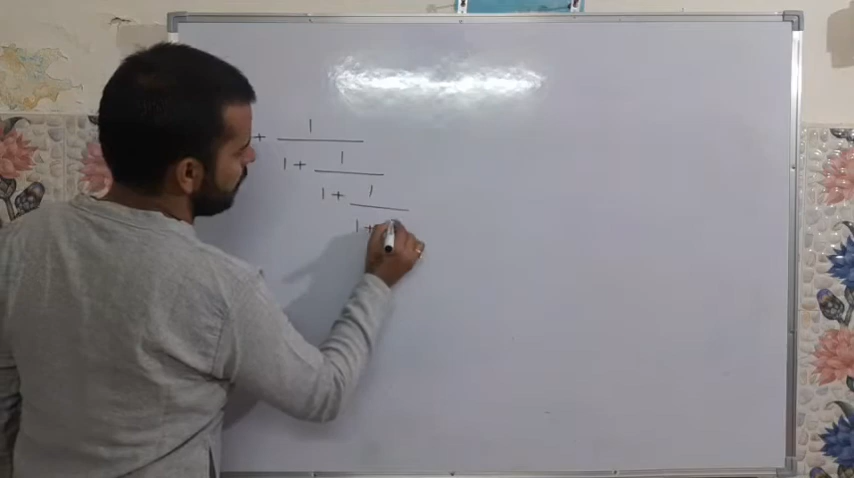 + 1
1 + 1
1 + 1
1 +